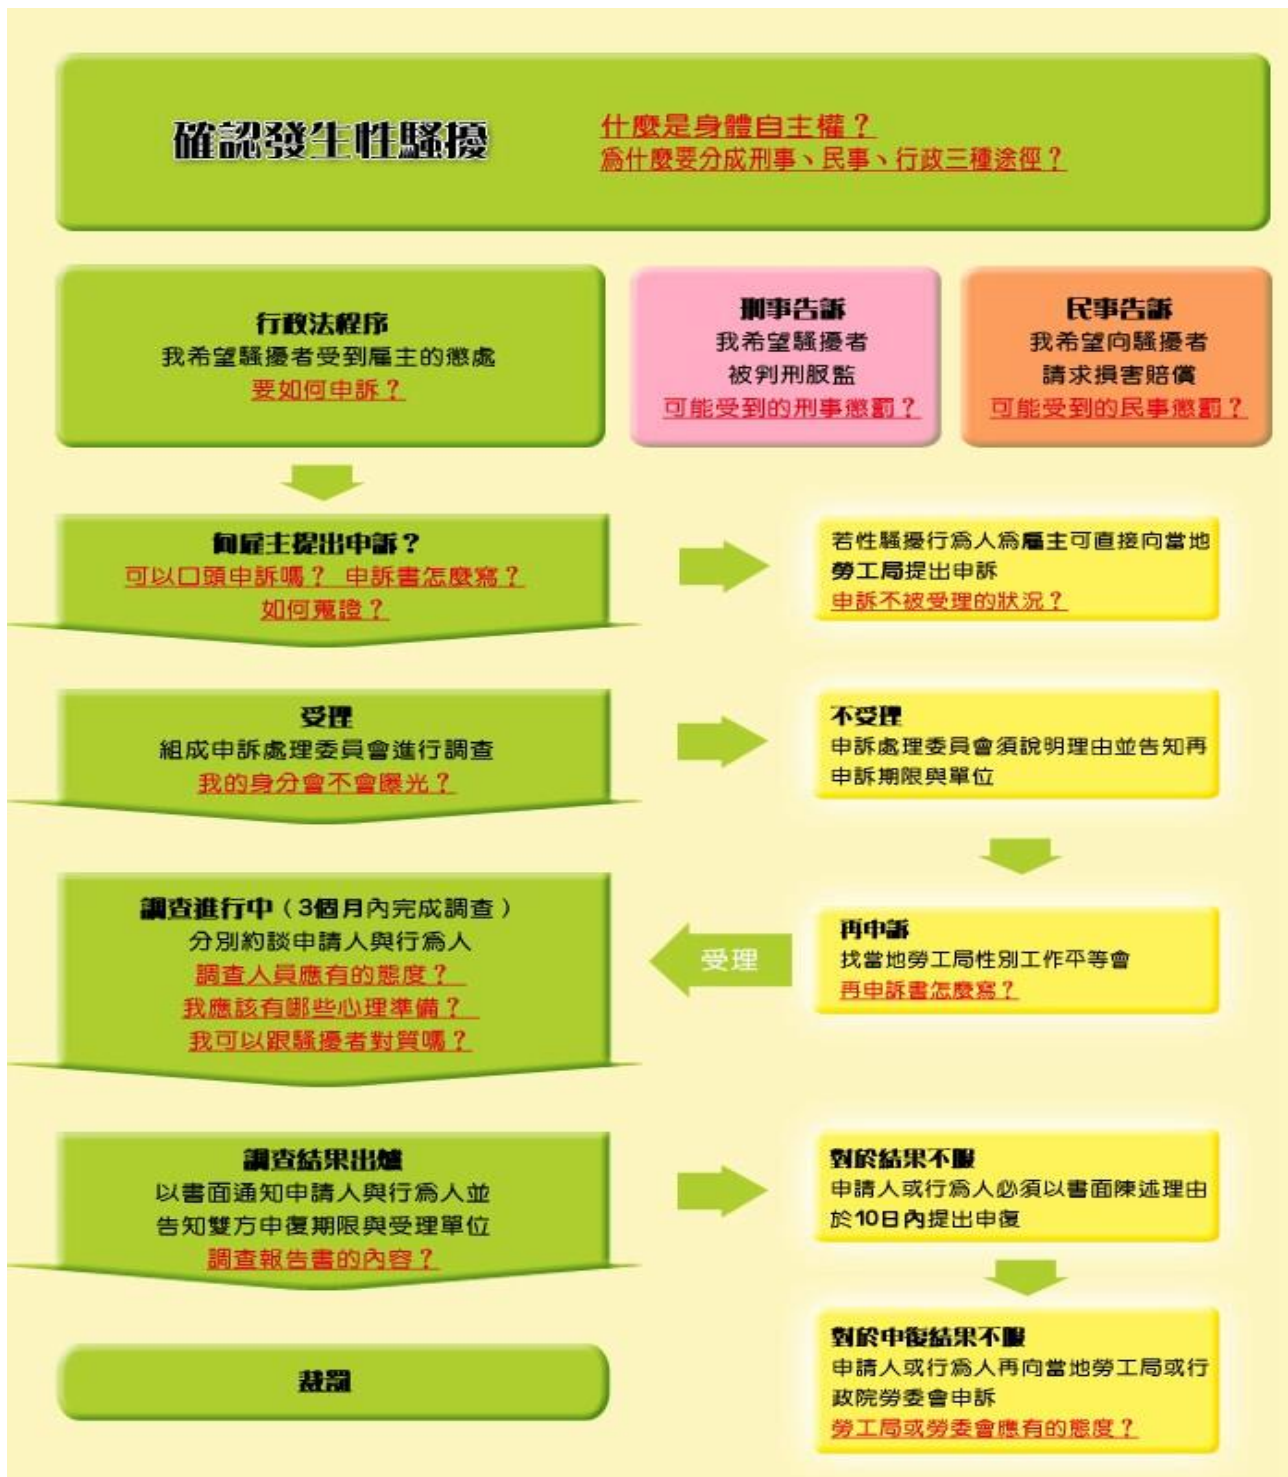 確認發生性騷擾
什麼是身體自主權？
為什麼要分成刑事、民事、行政三種途徑？
行政法程序
我希望騷擾者受到雇主的懲處
要如何申訴？
刑事告訴
我希望騷擾者
被判刑服監
可能受到的刑事懲罰？
民事告訴
我希望向騷擾者
請求損害賠償
可能受到的民事懲罰？
向雇主提出申訴？
可以口頭申訴嗎？ 申訴書怎麼寫？
如何蒐證？
若性騷擾行為人為雇主可直接向當地
勞工局提出申訴
申訴不被受理的狀況？
受理
組成申訴處理委員會進行調查
我的身分會不會曝光？
不受理
申訴處理委員會須說明理由並告知再
申訴期限與單位
調查進行中（3個月內完成調查）
分別約談申請人與行為人
調查人員應有的態度？
我應該有哪些心理準備？
我可以跟騷擾者對質嗎？
受理
再申訴
找當地勞工局性別工作平等會
再申訴書怎麼寫？
調查結果出爐
以書面通知申請人與行為人並
告知雙方申復期限與受理單位
調查報告書的內容？
對於結果不服
申請人或行為人必須以書面陳述理由
於10日內提出申復
裁罰
對於申復結果不服
申請人或行為人再向當地勞工局或行
政院勞委會申訴
勞工局或勞委會應有的態度？